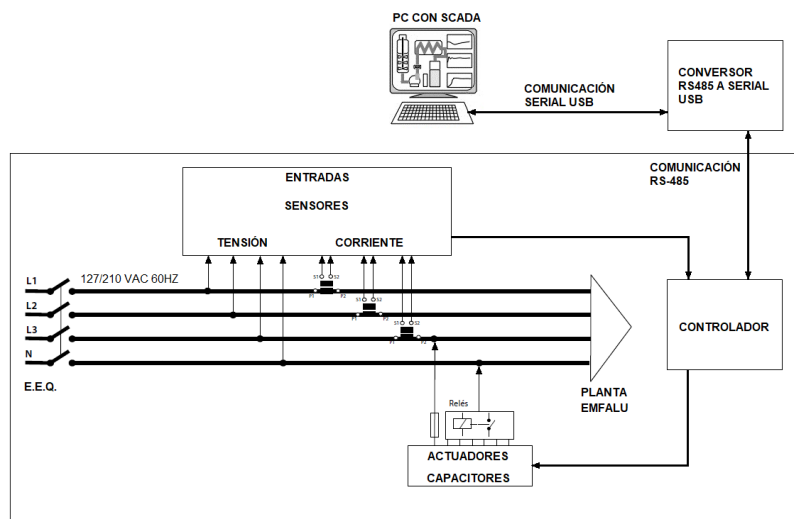 PC CON SCADA
CONVERSOR
RS485 A SERIAL
USB
COMUNICACIÓN
SERIAL USB
COMUNICACIÓN
RS-485
ENTRADAS
SENSORES
TENSIÓN
CORRIENTE
127/210 VAC 60HZ
L1
L2
L3
N
E.E.Q.
S1 S2
P1 P2
S1 S2
P1 P2
S1 S2
P1 P2
CONTROLADOR
PLANTA
EMFALU
Relés
ACTUADORES
CAPACITORES